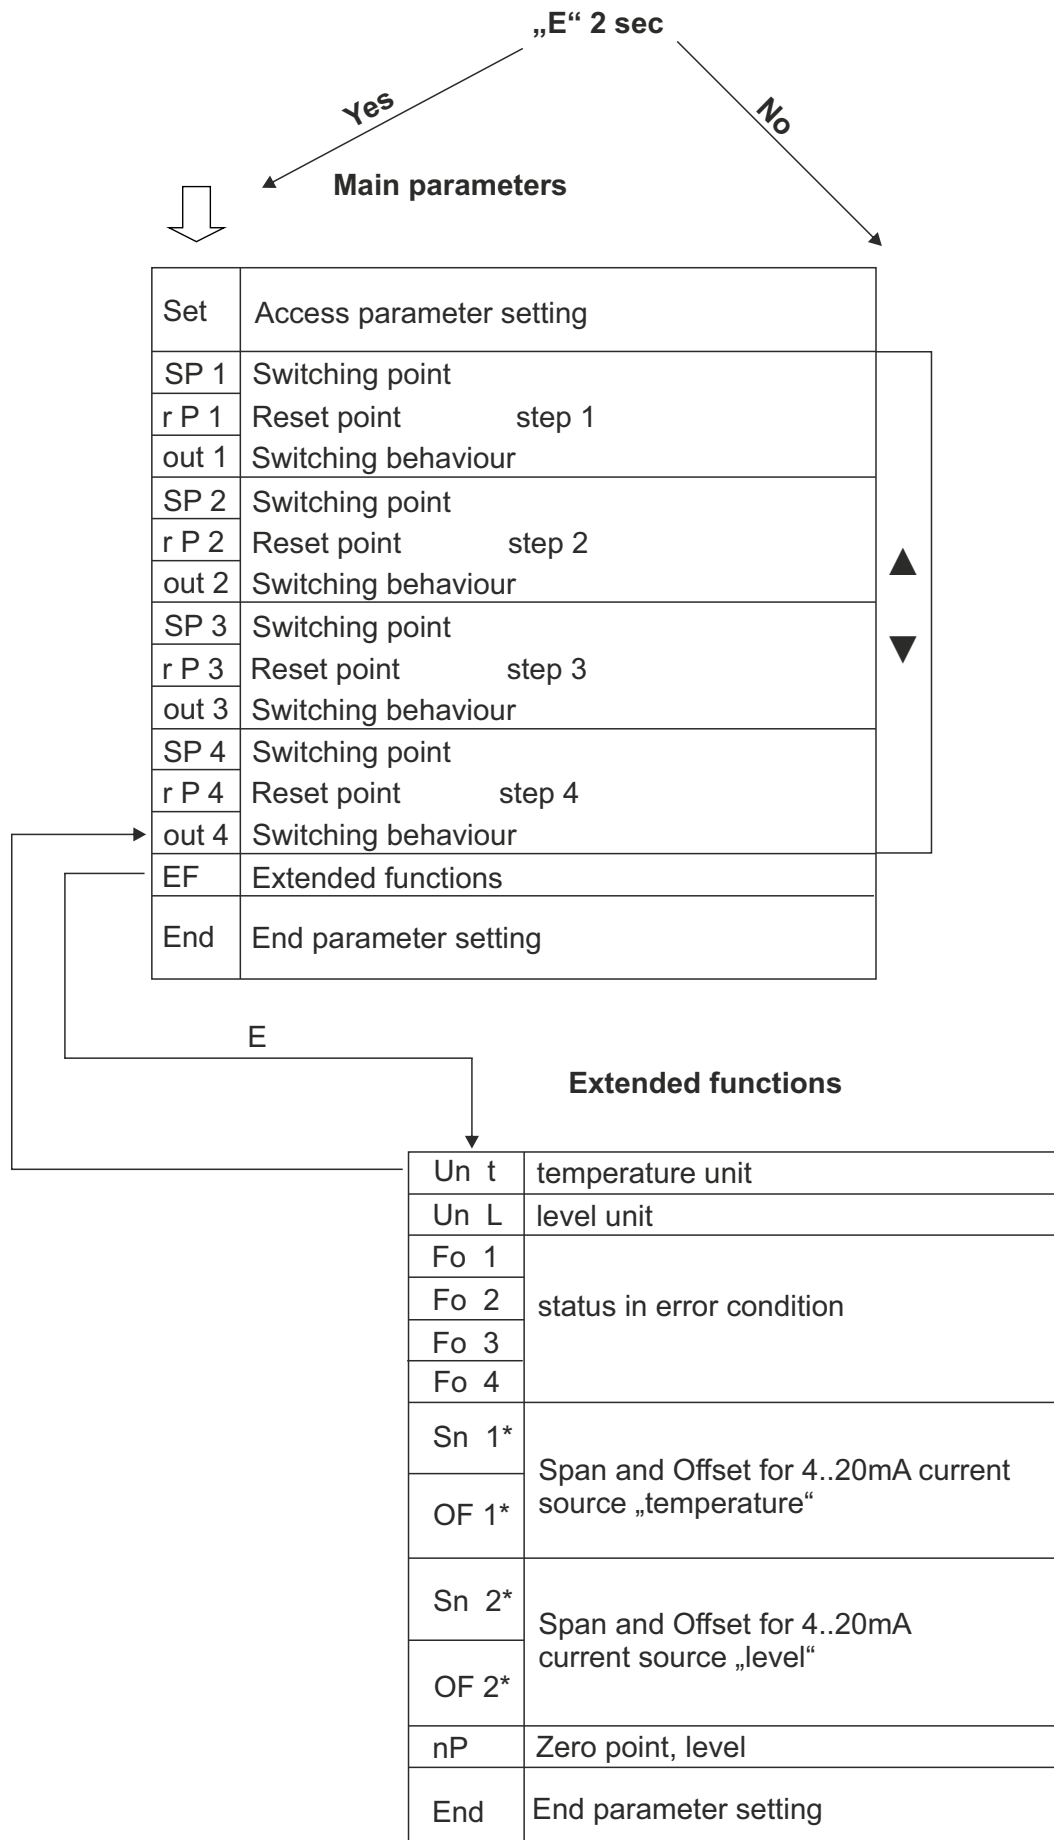 „E“ 2 sec
Yes
No
Main parameters
Set Access parameter setting
SP 1 Switching point
r P 1 Reset point step 1
out 1 Switching behaviour
SP 2 Switching point
r P 2 Reset point step 2
out 2 Switching behaviour
SP 3 Switching point
r P 3 Reset point step 3
out 3 Switching behaviour
SP 4 Switching point
r P 4 Reset point step 4
out 4 Switching behaviour
EF Extended functions
End End parameter setting
▲
▼
E
Extended functions
Un t temperature unit
Un L level unit
Fo 1
Fo 2
Fo 3
Fo 4
status in error condition
Sn 1*
OF 1*
Span and Offset for 4..20mA current
source „temperature“
Sn 2*
OF 2*
Span and Offset for 4..20mA
current source „level“
nP Zero point, level
End End parameter setting